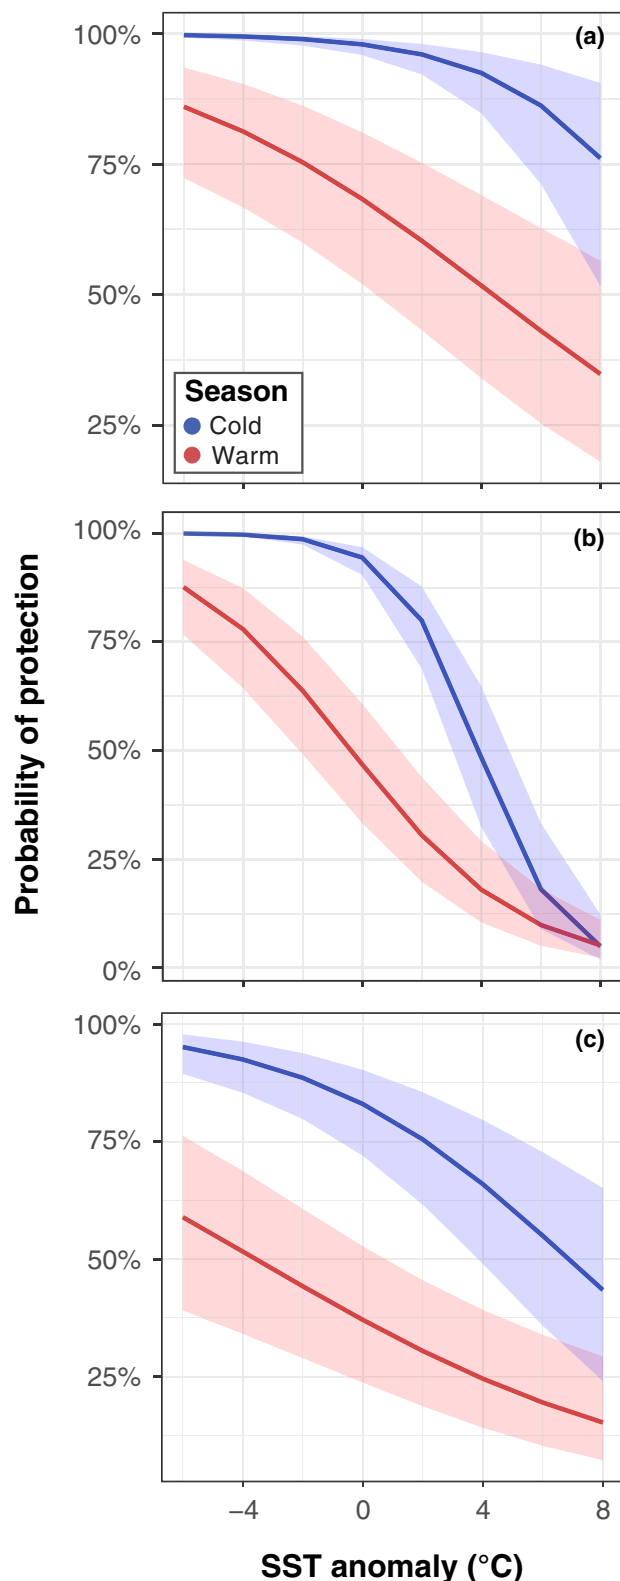 100%
(a)
75%
50%
25%
Season
Cold
Warm
100%
(b)
75%
50%
25%
0%
Probability of protection
100%
(c)
75%
50%
25%
−4 0 4 8
SST anomaly (°C)